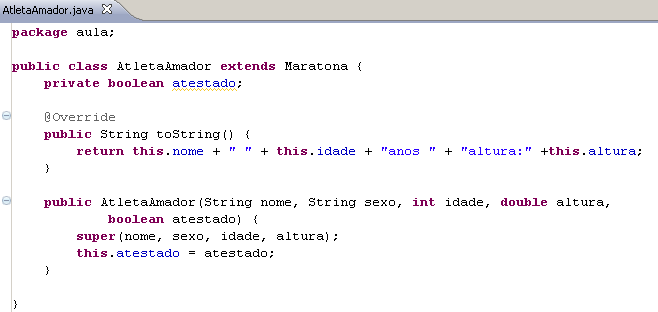 AtletaAmador.java
package aula;
public class AtletaAmador extends Maratona {
private boolean atestado;
@Override
public String toString() {
return this.nome + " " + this.idade + "anos " + "altura:" +this.altura;
}
public AtletaAmador(String nome, String sexo, int idade, double altura,
boolean atestado) {
super(nome, sexo, idade, altura);
this.atestado = atestado;
}
}